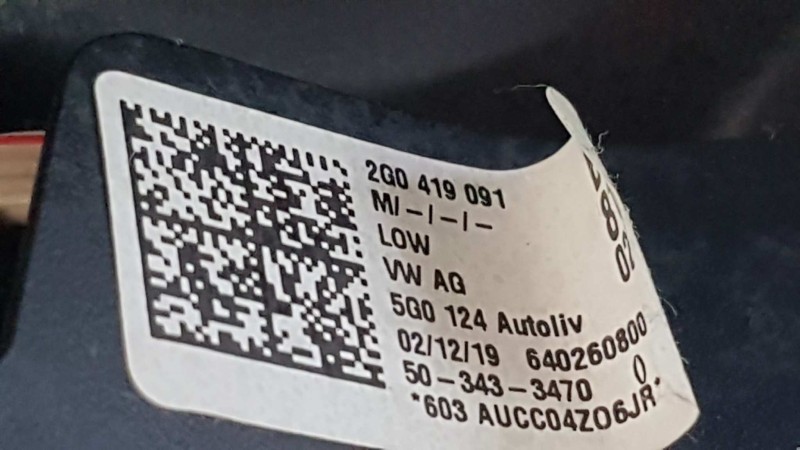 2G0 419 091
M/-/-/-
LOW
VW AG
5G0 124 Autoliv
02/12/19 640260800
50-343-3470 0
*603 AUCC04ZO6JR*